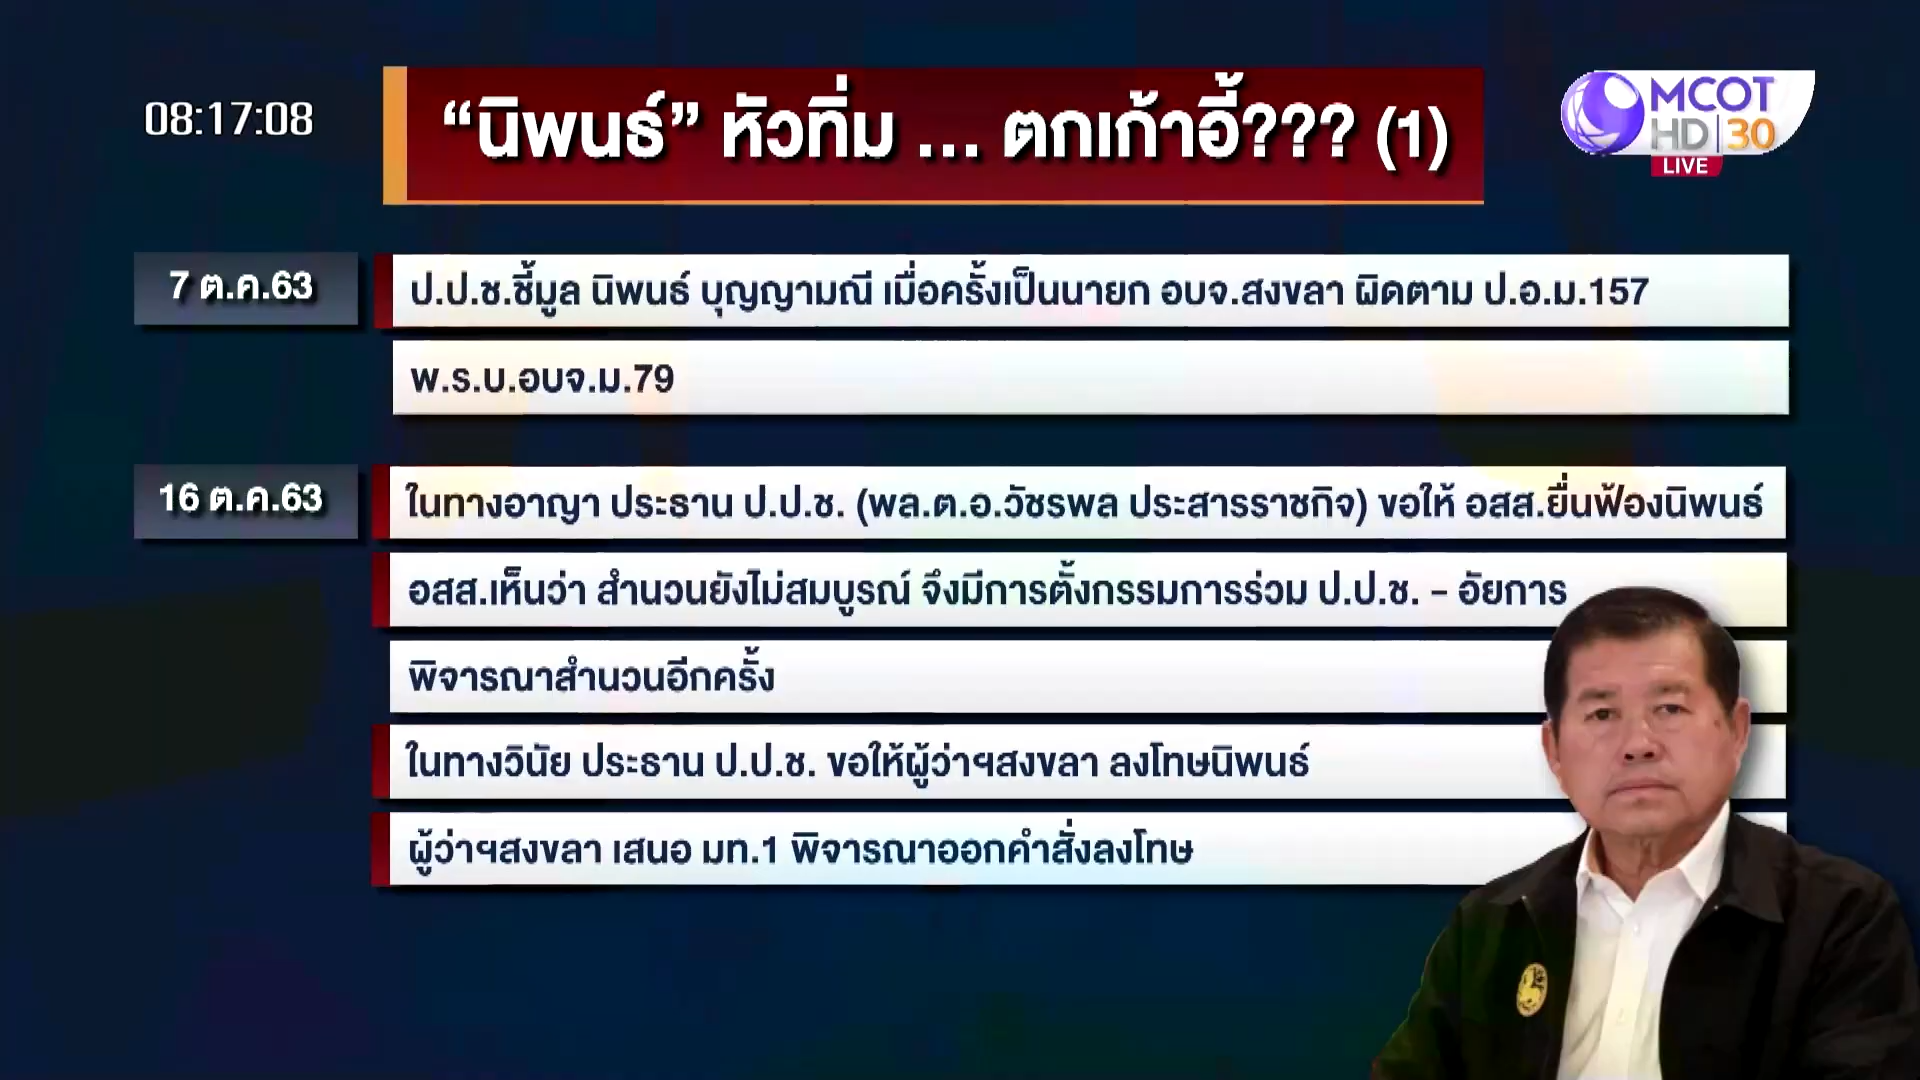 08:17:08
“นิพนธ์” หัวทิ่ม ... ตกเก้าอี้??? (1)
MCOT
HD|30
LIVE
7 ต.ค.63
ป.ป.ช.ชี้มูล นิพนธ์ บุญญามณี เมื่อครั้งเป็นนายก อบจ.สงขลา ผิดตาม ป.อ.ม.157
พ.ร.บ.อบจ.ม.79
16 ต.ค.63
ในทางอาญา ประธาน ป.ป.ช. (พล.ต.อ.วัชรพล ประสารราชกิจ) ขอให้ อสส.ยื่นฟ้องนิพนธ์
อสส.เห็นว่า สำนวนยังไม่สมบูรณ์ จึงมีการตั้งกรรมการร่วม ป.ป.ช. - อัยการ
พิจารณาสำนวนอีกครั้ง
ในทางวินัย ประธาน ป.ป.ช. ขอให้ผู้ว่าฯสงขลา ลงโทษนิพนธ์
ผู้ว่าฯสงขลา เสนอ มท.1 พิจารณาออกคำสั่งลงโทษ